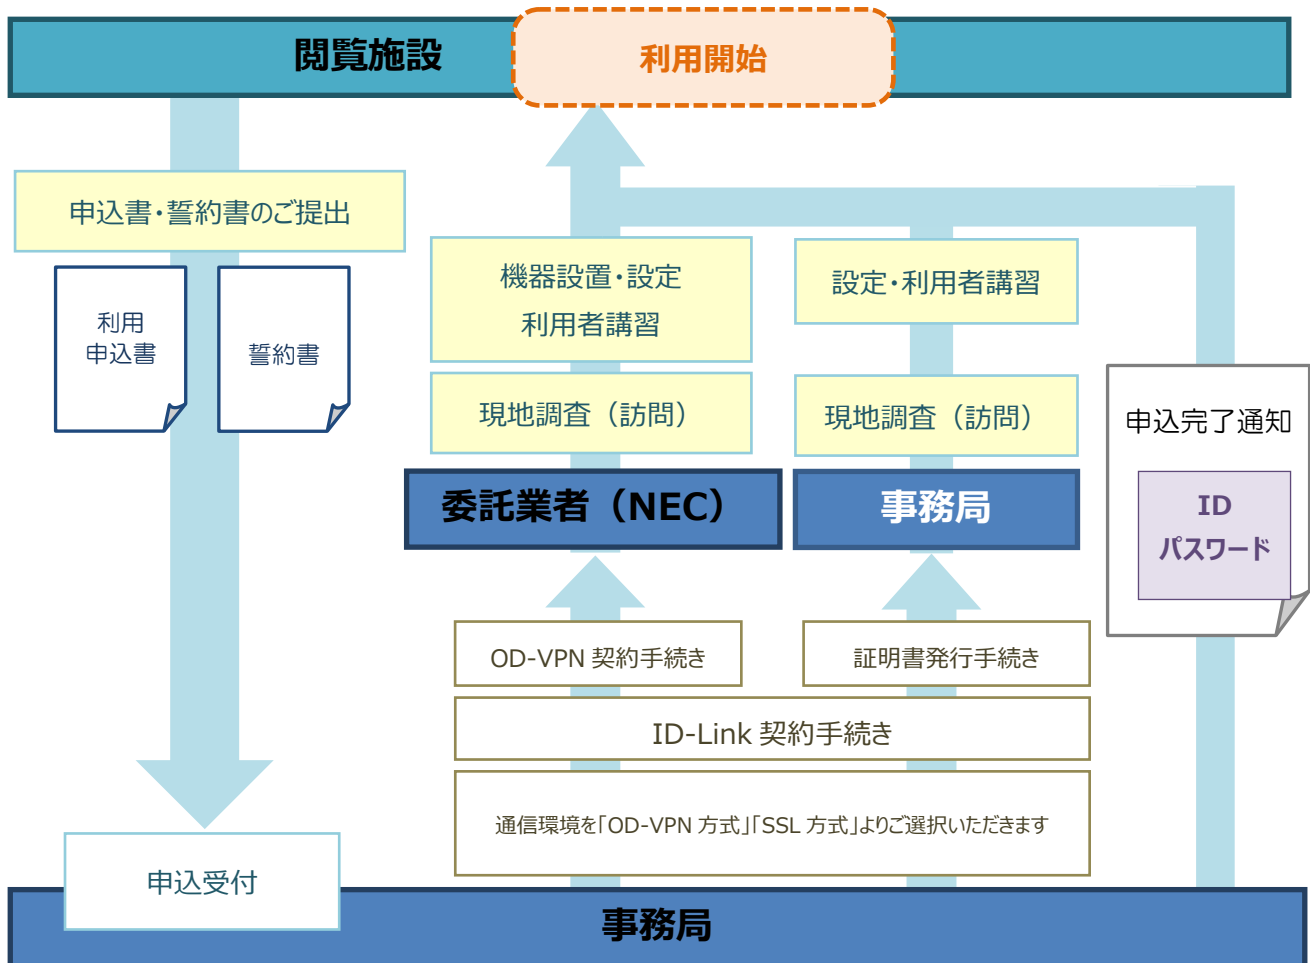 閲覧施設
利用開始
申込書・誓約書のご提出
利用
申込書
誓約書
機器設置・設定
利用者講習
設定・利用者講習
現地調査（訪問）
現地調査（訪問）
申込完了通知
ID
パスワード
委託業者（NEC）
事務局
OD-VPN 契約手続き
証明書発行手続き
ID-Link 契約手続き
通信環境を「OD-VPN 方式」「SSL 方式」よりご選択いただきます
申込受付
事務局